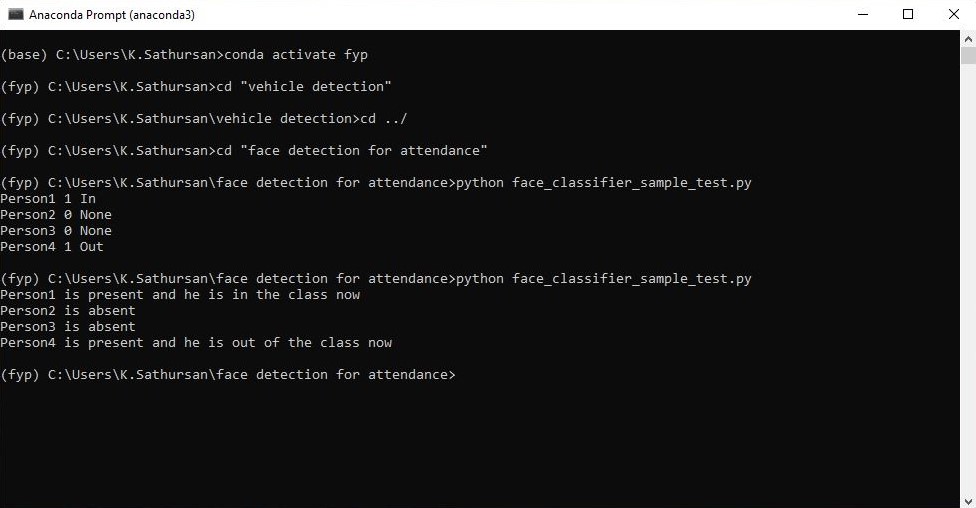 Anaconda Prompt (anaconda3)
(base) C:\Users\K.Sathursan>conda activate fyp
(fyp) C:\Users\K.Sathursan>cd "vehicle detection"
(fyp) C:\Users\K.Sathursan\vehicle detection>cd ../
(fyp) C:\Users\K.Sathursan>cd "face detection for attendance"
(fyp) C:\Users\K.Sathursan\face detection for attendance>python face_classifier_sample_test.py
Person1 1 In
Person2 0 None
Person3 0 None
Person4 1 Out
(fyp) C:\Users\K.Sathursan\face detection for attendance>python face_classifier_sample_test.py
Person1 is present and he is in the class now
Person2 is absent
Person3 is absent
Person4 is present and he is out of the class now
(fyp) C:\Users\K.Sathursan\face detection for attendance>